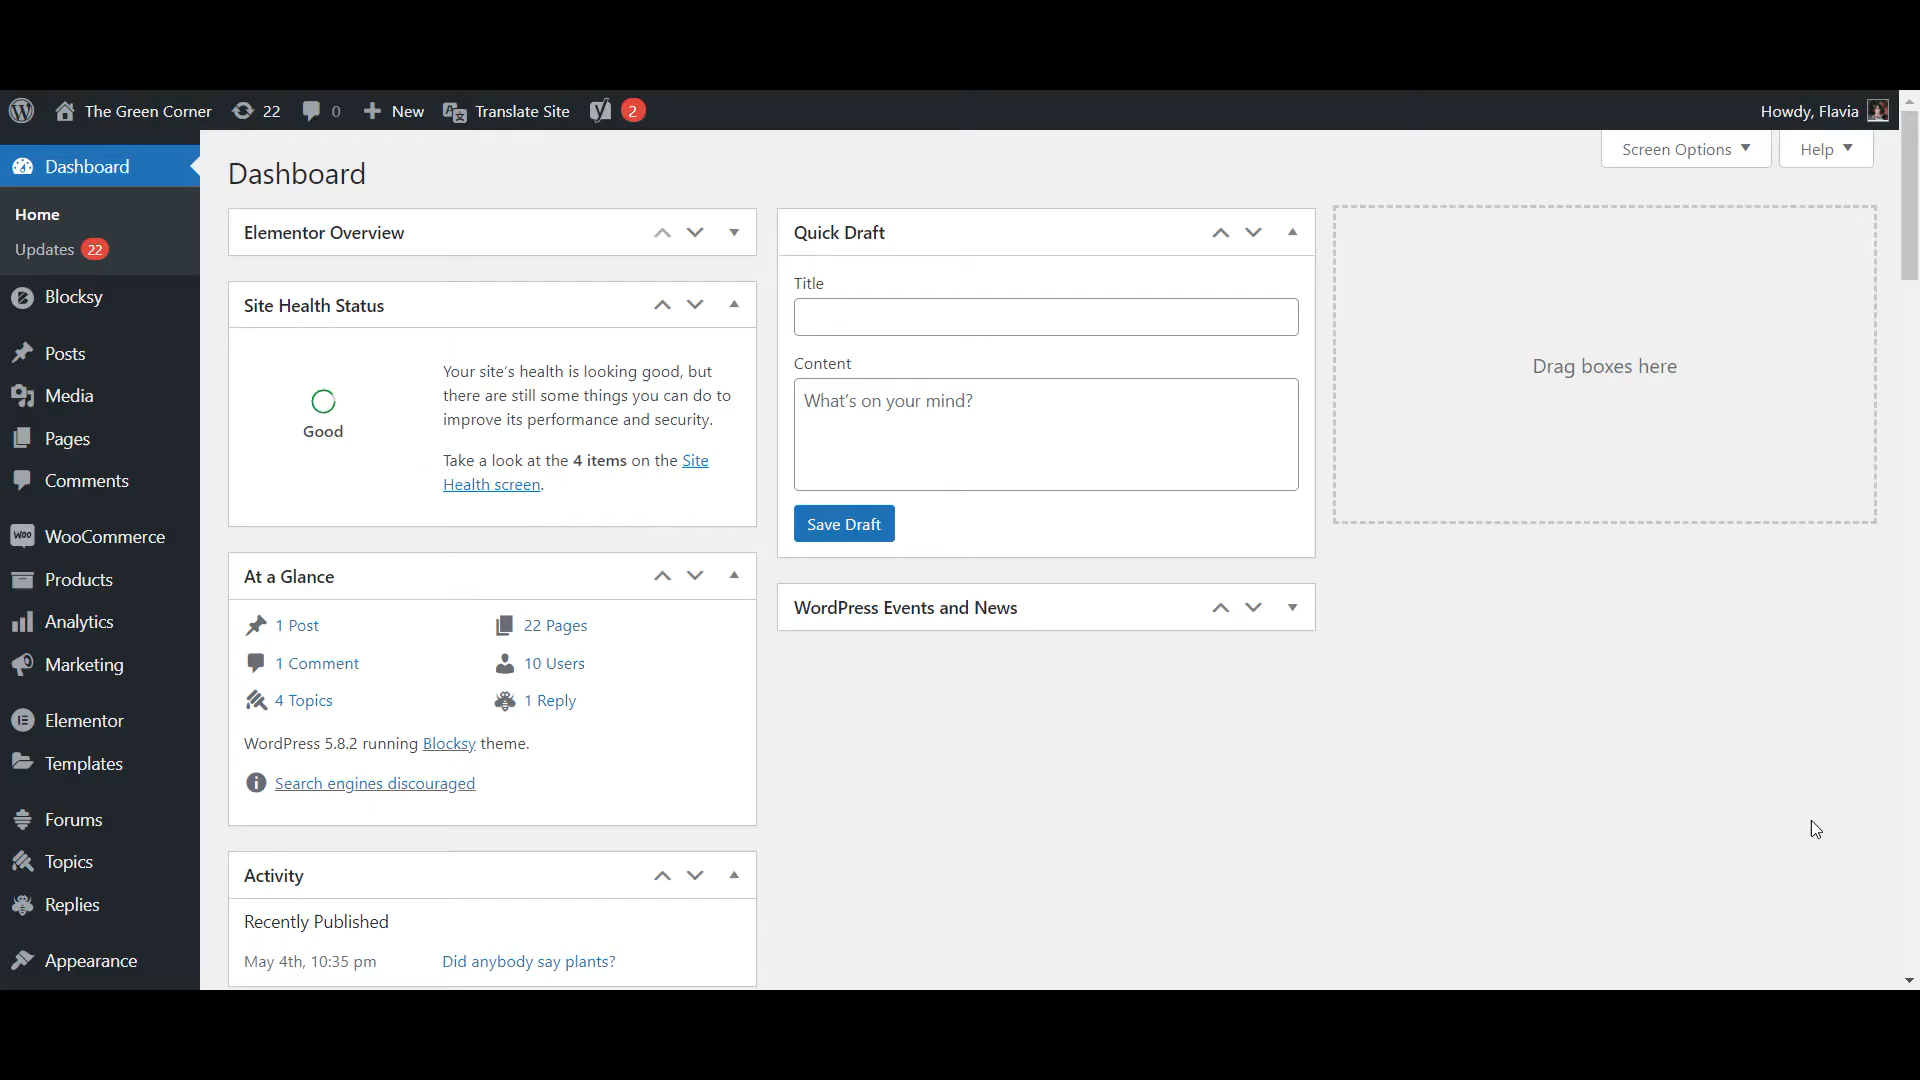 The Green Corner 22 0 New Translate Site 2 Howdy, Flavia
Screen Options Help
Dashboard
Home
Updates 22
Blocksy
Posts
Media
Pages
Comments
WOO WooCommerce
Products
Analytics
Marketing
Elementor
Templates
Forums
Topics
Replies
Appearance
Dashboard
Elementor Overview
Site Health Status
Good
Your site's health is looking good, but
there are still some things you can do to
improve its performance and security.
Take a look at the 4 items on the Site
Health screen.
At a Glance
1 Post
22 Pages
1 Comment
10 Users
4 Topics
1 Reply
WordPress 5.8.2 running Blocksy theme.
Search engines discouraged
Activity
Recently Published
May 4th, 10:35 pm Did anybody say plants?
Quick Draft
Title
Content
What's on your mind?
Save Draft
WordPress Events and News
Drag boxes here